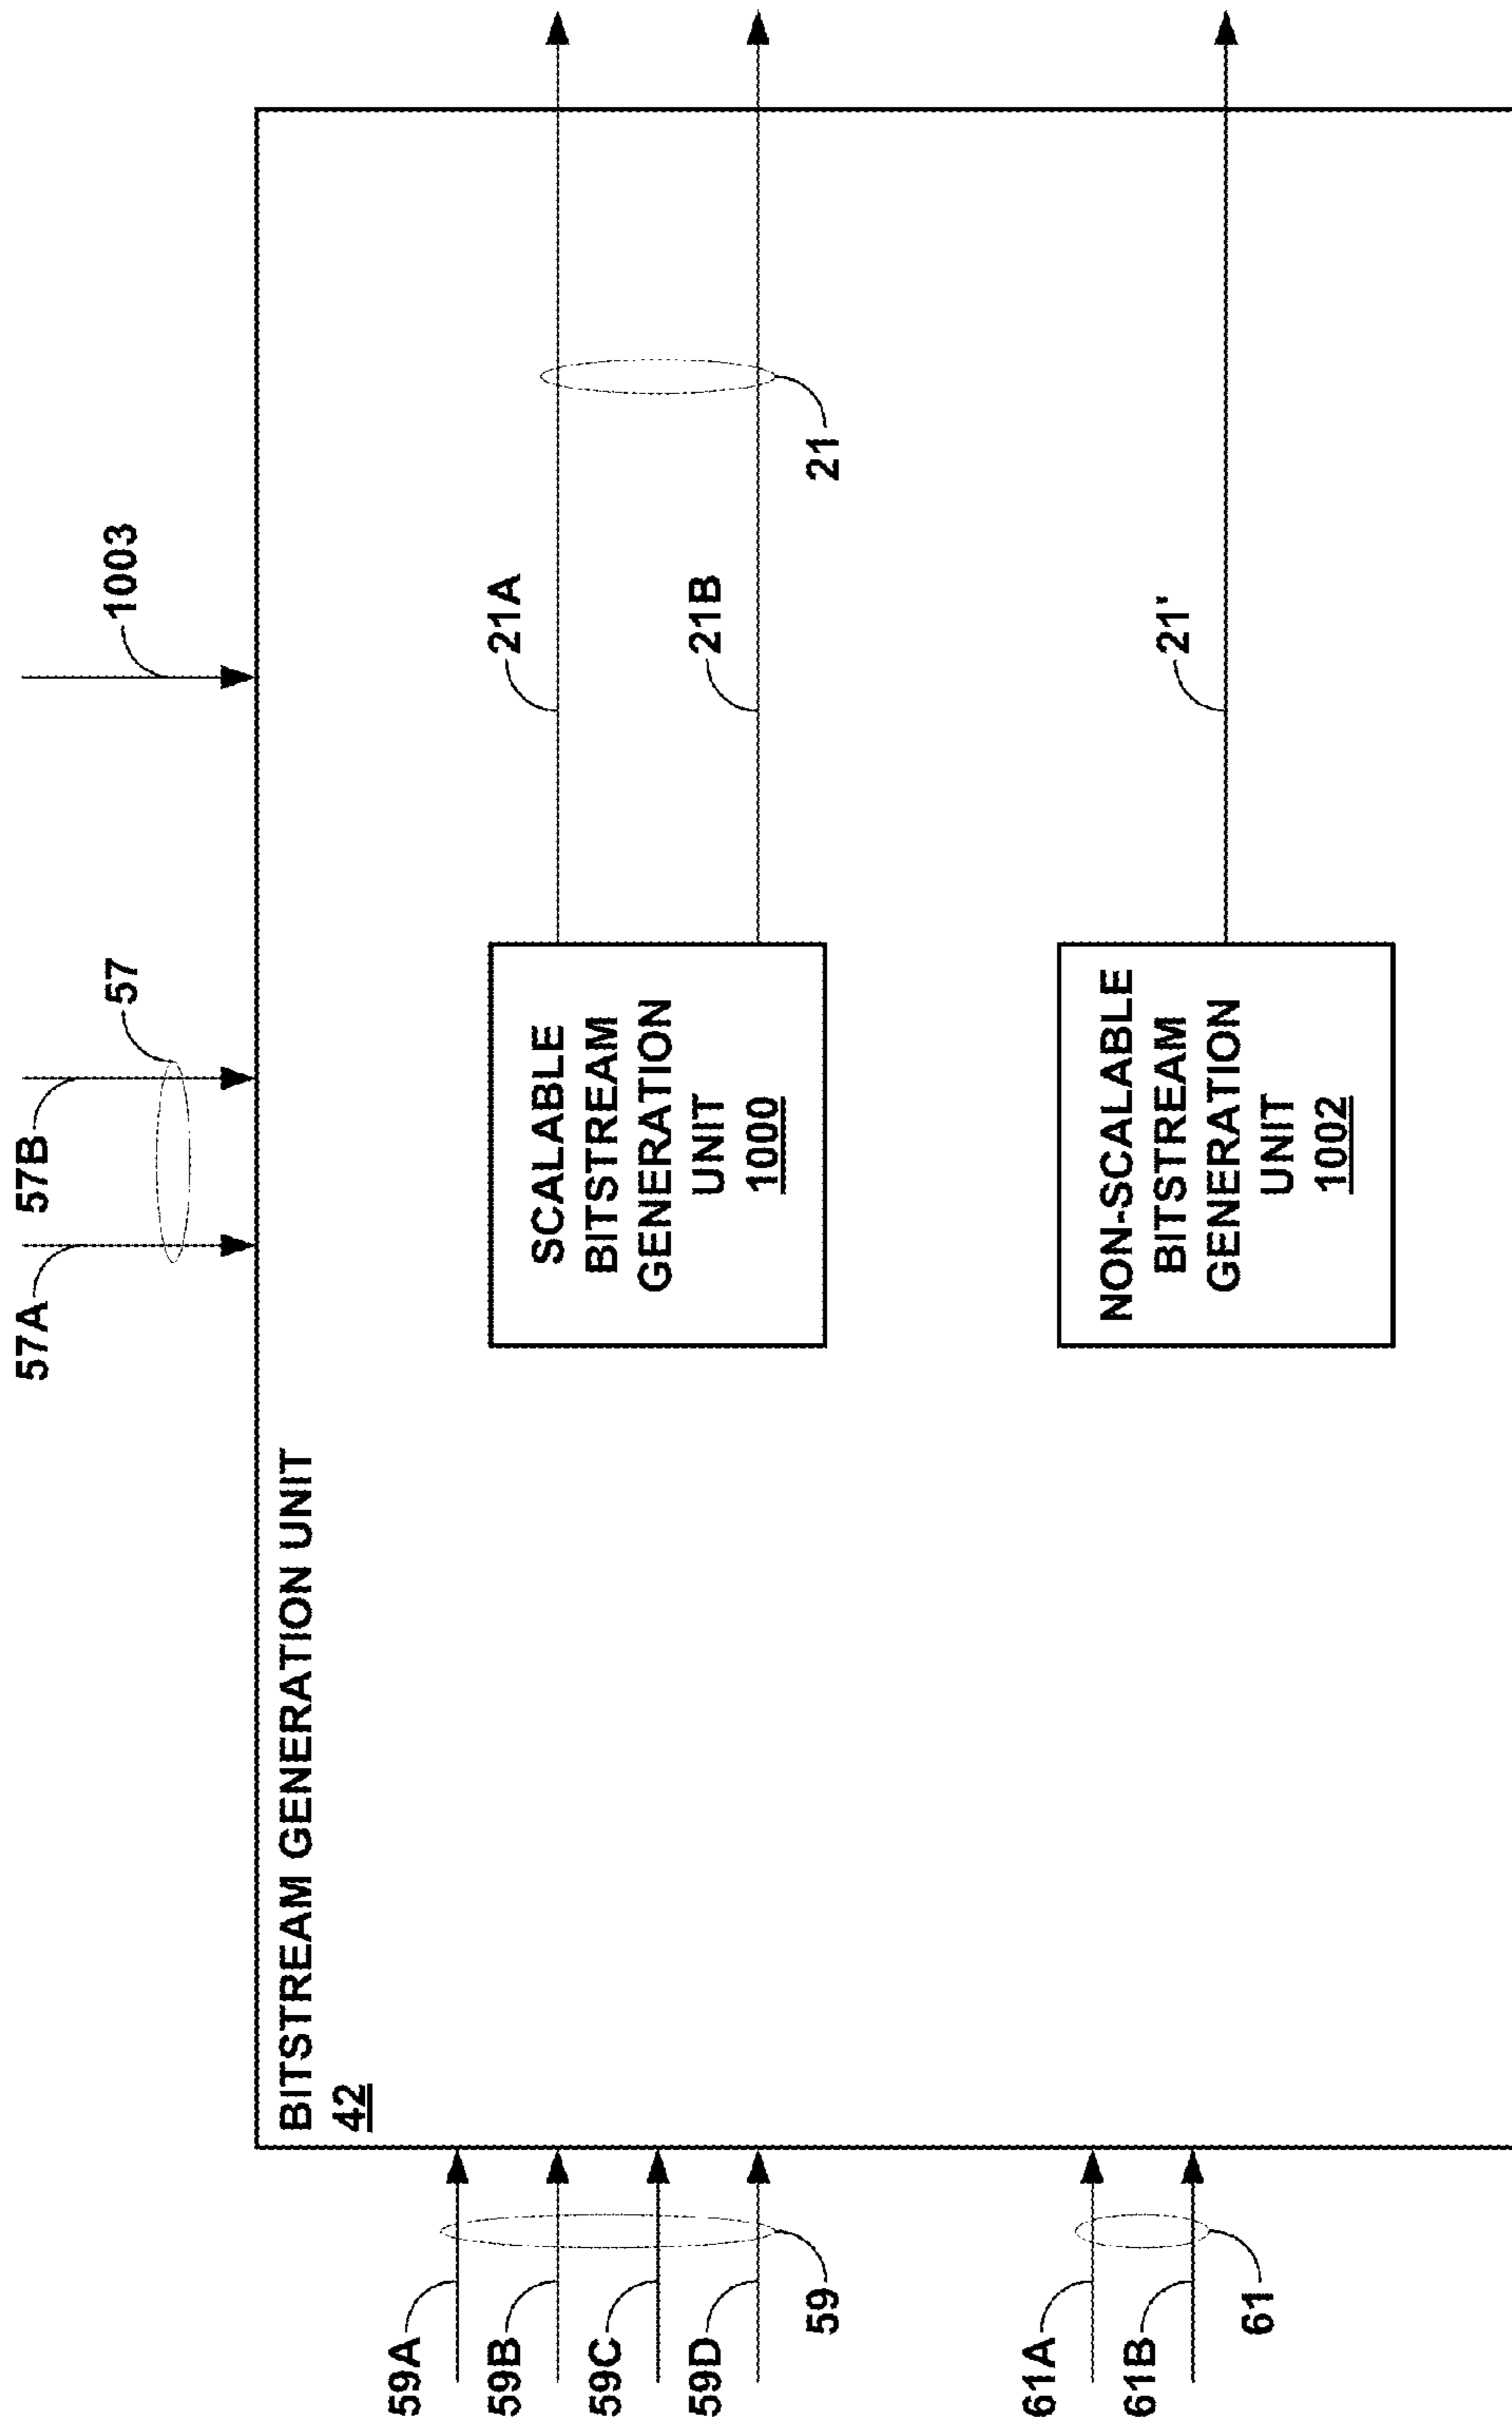 57A
57B
57
1003
BITSTREAM GENERATION UNIT
42
59A
59B
59C
59D
59
61A
61B
61
SCALABLE
BITSTREAM
GENERATION
UNIT
1000
21A
21B
21
NON-SCALABLE
BITSTREAM
GENERATION
UNIT
1002
21'